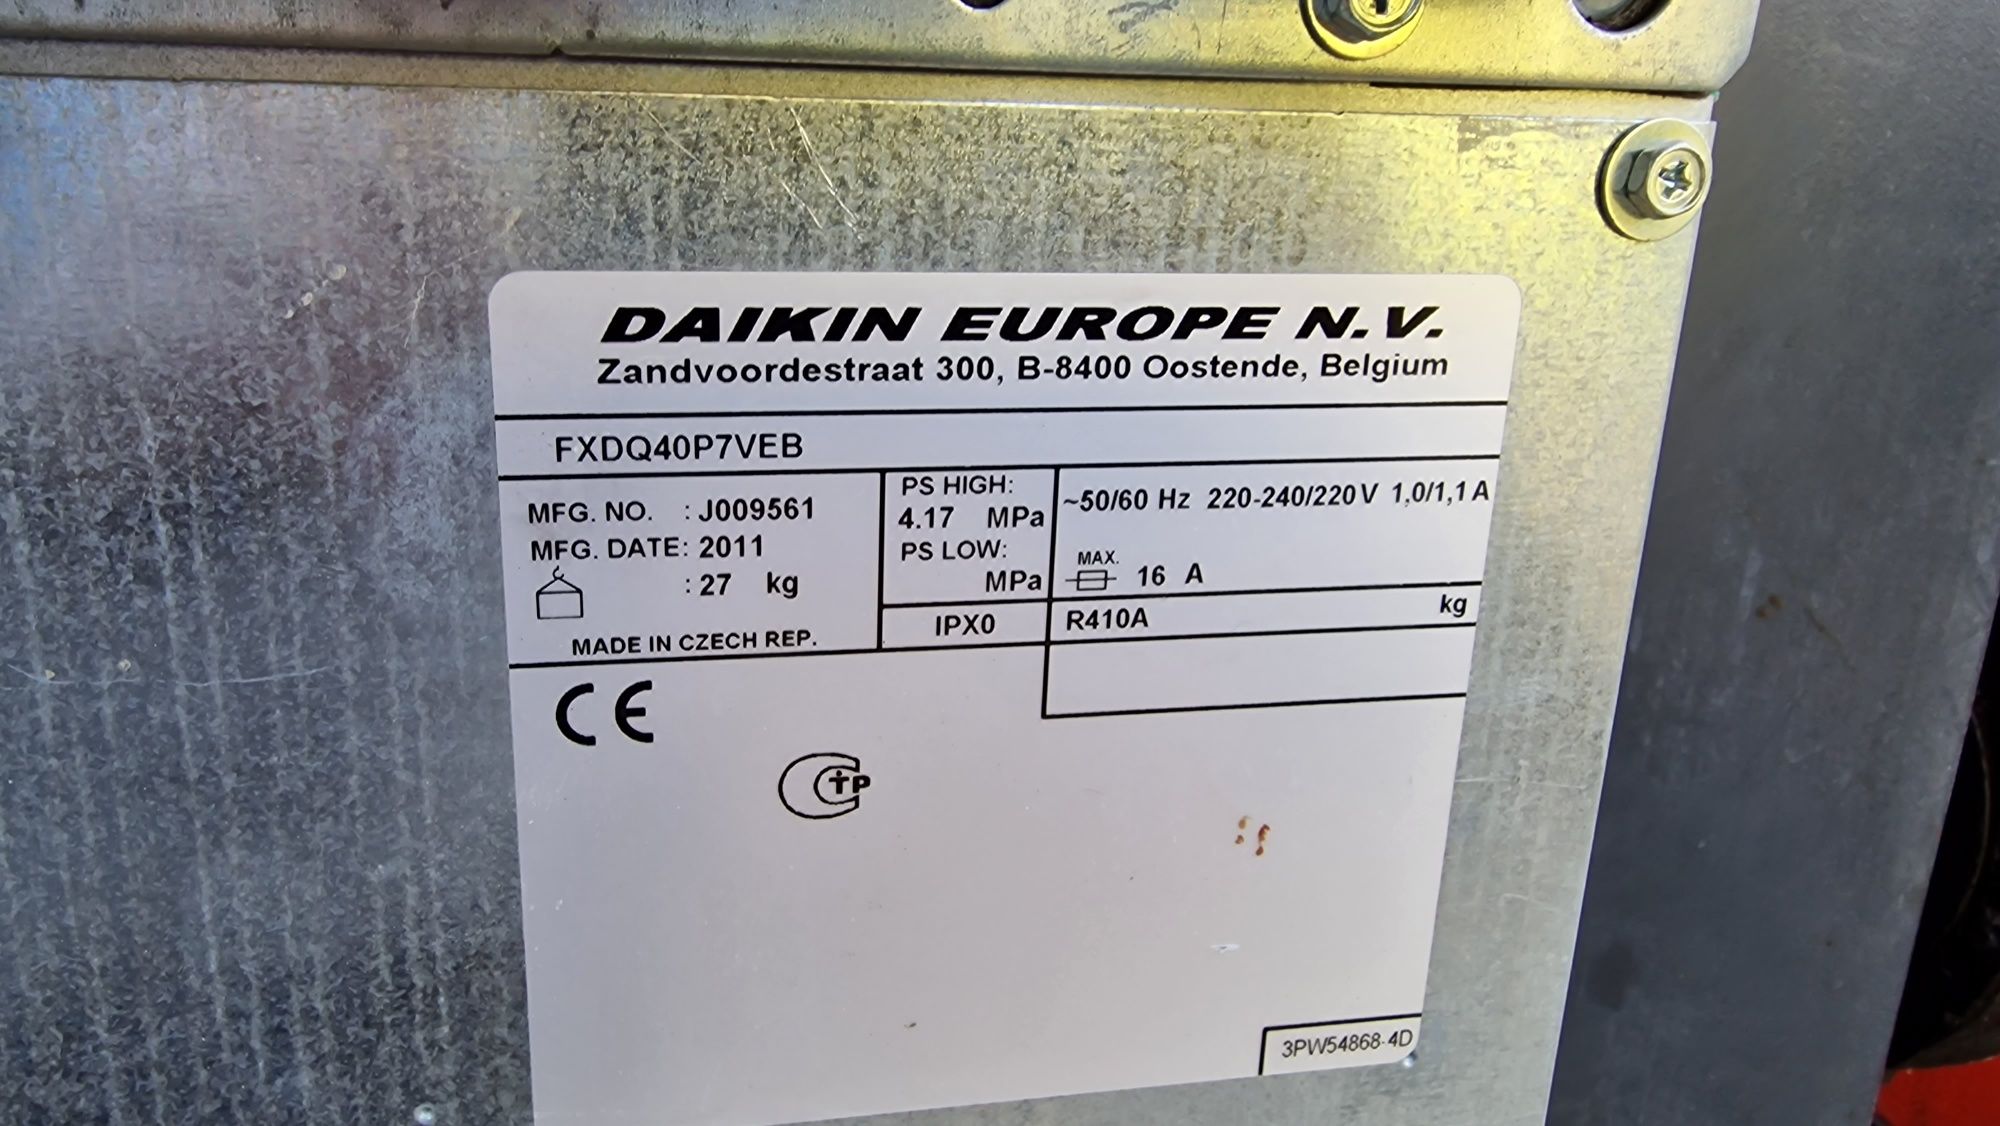 DAIKIN EUROPE N.V.
Zandvoordestraat 300, B-8400 Oostende, Belgium
FXDQ40P7VEB
MFG. NO. : J009561
MFG. DATE: 2011
: 27 kg
MADE IN CZECH REP.
PS HIGH:
4.17 MPa
PS LOW:
MPa
IPX0
~50/60 Hz 220-240/220V 1,0/1,1A
MAX.
16 A
R410A kg
CE
CTP
3PW54868-4D